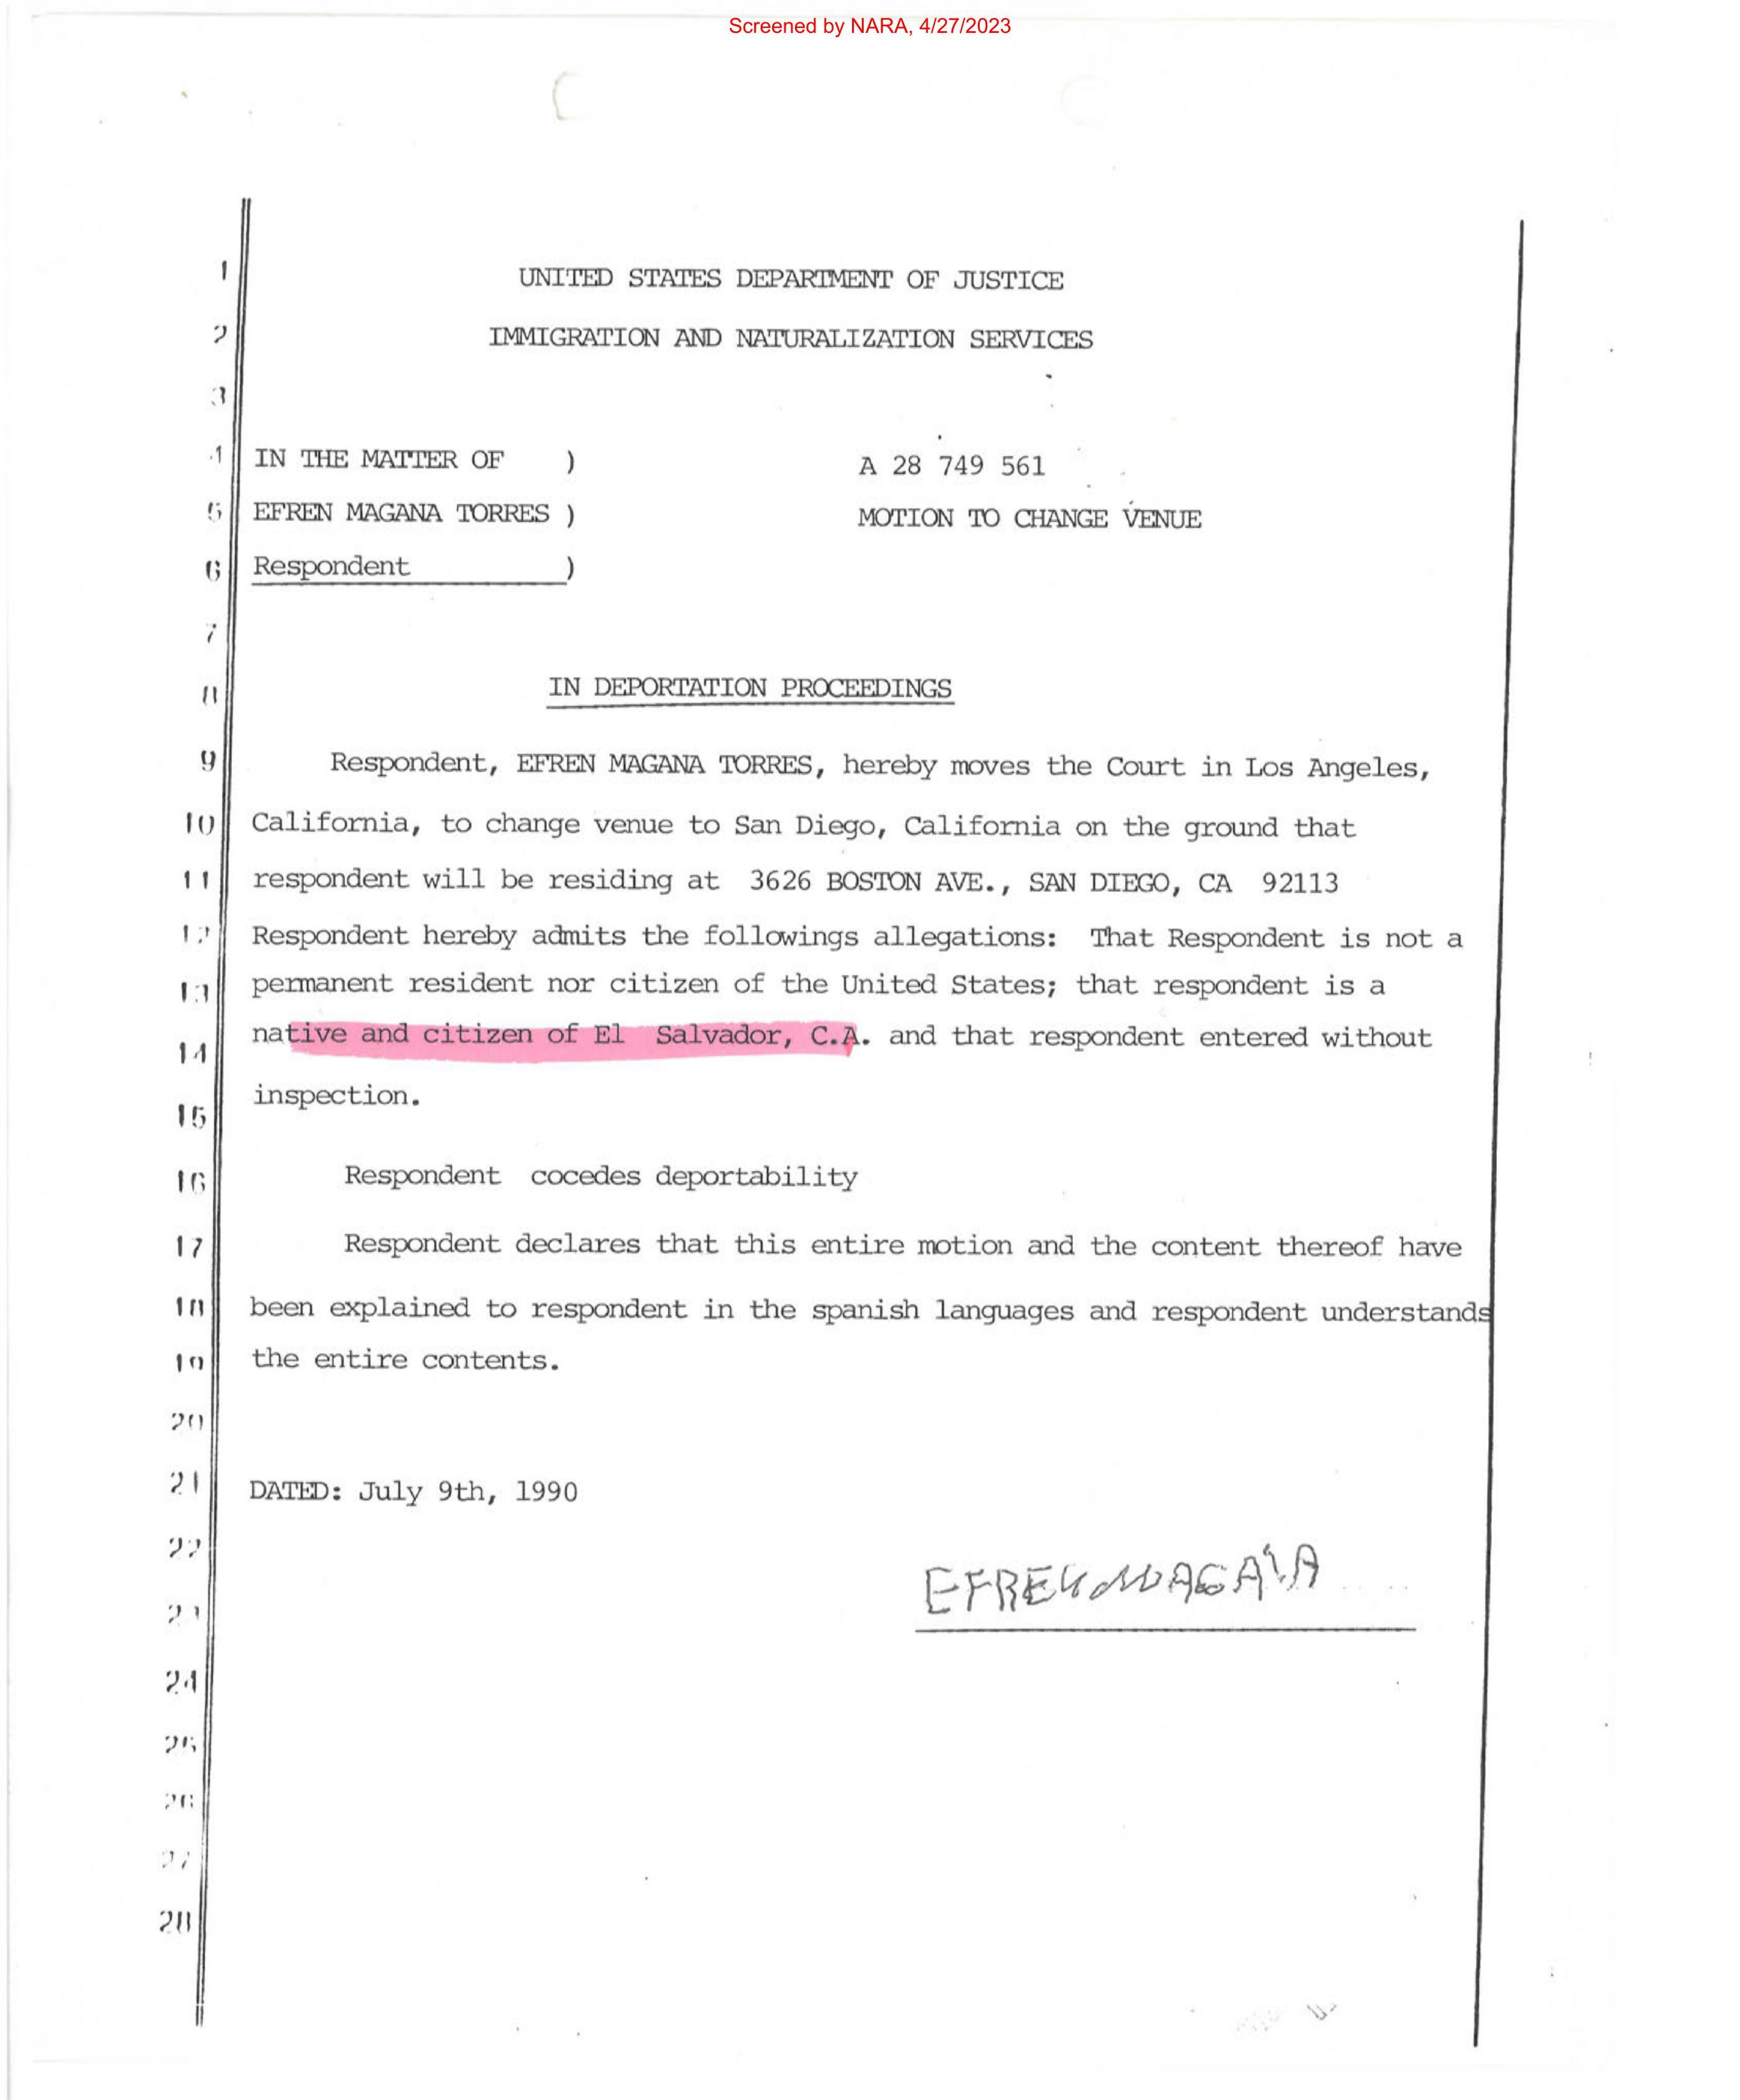 Screened by NARA, 4/27/2023
1 UNITED STATES DEPARTMENT OF JUSTICE
2 IMMIGRATION AND NATURALIZATION SERVICES
3
4 IN THE MATTER OF ) A 28 749 561
5 EFREN MAGANA TORRES ) MOTION TO CHANGE VENUE
6 Respondent )
7
8 IN DEPORTATION PROCEEDINGS
9 Respondent, EFREN MAGANA TORRES, hereby moves the Court in Los Angeles,
10 California, to change venue to San Diego, California on the ground that
11 respondent will be residing at 3626 BOSTON AVE., SAN DIEGO, CA 92113
12 Respondent hereby admits the followings allegations: That Respondent is not a
13 permanent resident nor citizen of the United States; that respondent is a
14 native and citizen of El Salvador, C.A. and that respondent entered without
15 inspection.
16 Respondent cocedes deportability
17 Respondent declares that this entire motion and the content thereof have
18 been explained to respondent in the spanish languages and respondent understands
19 the entire contents.
20
21 DATED: July 9th, 1990
22
EFREN MAGAÑA
23
24
25
26
27
28